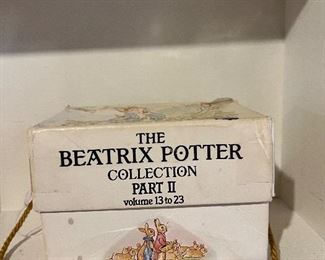 THE
BEATRIX POTTER
COLLECTION
PART II
volume 13 to 23